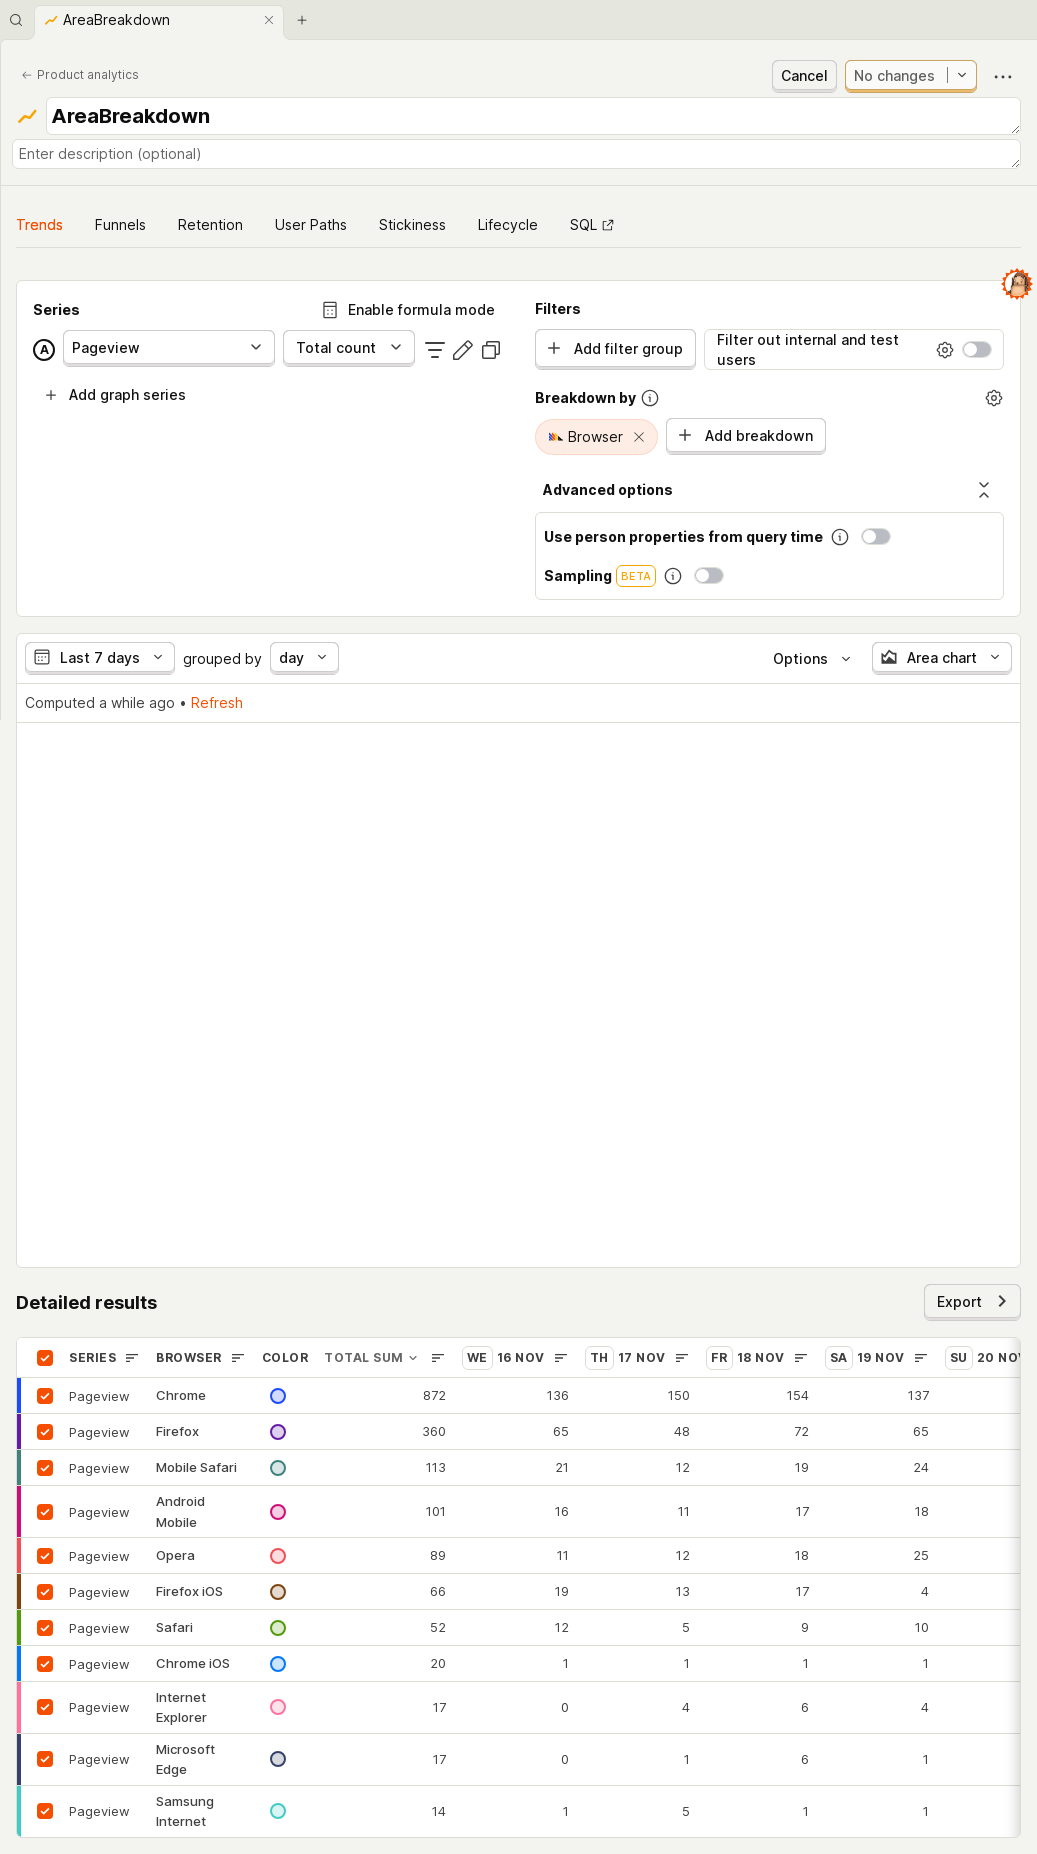 AreaBreakdown
Product analytics
Cancel
No changes
AreaBreakdown
Enter description (optional)
Trends
Funnels
Retention
User Paths
Stickiness
Lifecycle
SQL
Series
Enable formula mode
A
Pageview
Total count
Add graph series
Filters
Add filter group
Filter out internal and test
users
Breakdown by
Browser
Add breakdown
Advanced options
Use person properties from query time
Sampling BETA
Last 7 days
grouped by
day
Options
Area chart
Computed a while ago • Refresh
Detailed results
Export
SERIES BROWSER COLOR TOTAL SUM WE 16 NOV TH 17 NOV FR 18 NOV SA 19 NOV SU 20 NOV
Pageview Chrome 872 136 150 154 137
Pageview Firefox 360 65 48 72 65
Pageview Mobile Safari 113 21 12 19 24
Pageview Android
Mobile 101 16 11 17 18
Pageview Opera 89 11 12 18 25
Pageview Firefox iOS 66 19 13 17 4
Pageview Safari 52 12 5 9 10
Pageview Chrome iOS 20 1 1 1 1
Pageview Internet
Explorer 17 0 4 6 4
Pageview Microsoft
Edge 17 0 1 6 1
Pageview Samsung
Internet 14 1 5 1 1